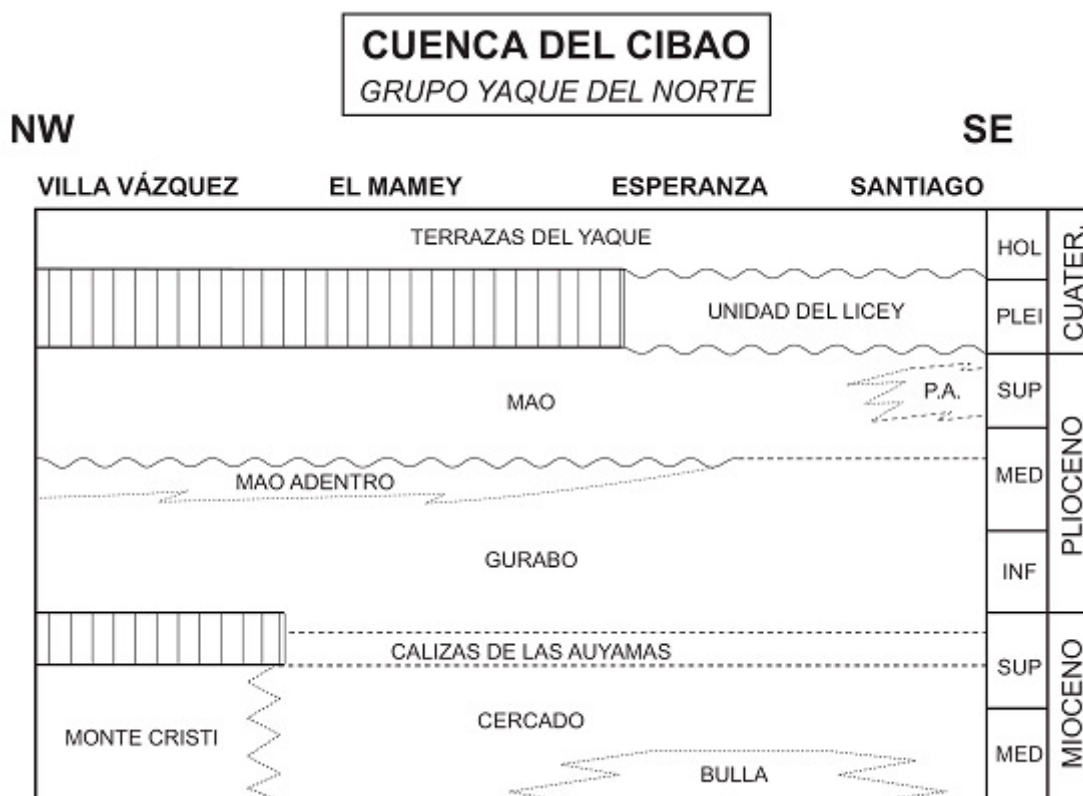 CUENCA DEL CIBAO
GRUPO YAQUE DEL NORTE
NW
SE
VILLA VÁZQUEZ
EL MAMEY
ESPERANZA
SANTIAGO
TERRAZAS DEL YAQUE
HOL
CUATER.
UNIDAD DEL LICEY
PLEI
MAO
P.A.
SUP
PLIOCENO
MAO ADENTRO
MED
GURABO
INF
CALIZAS DE LAS AUYAMAS
SUP
MIOCENO
MONTE CRISTI
CERCADO
MED
BULLA